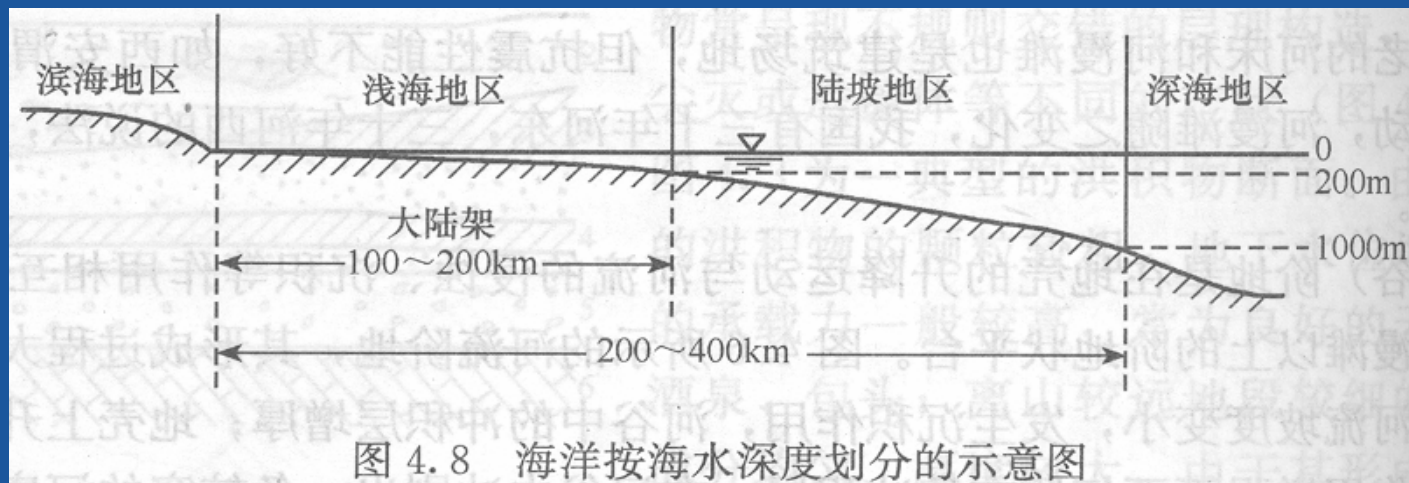 滨海地区 浅海地区 陆坡地区 深海地区
0
200m
大陆架
1000m
100～200km
200～400km
图 4.8 海洋按海水深度划分的示意图